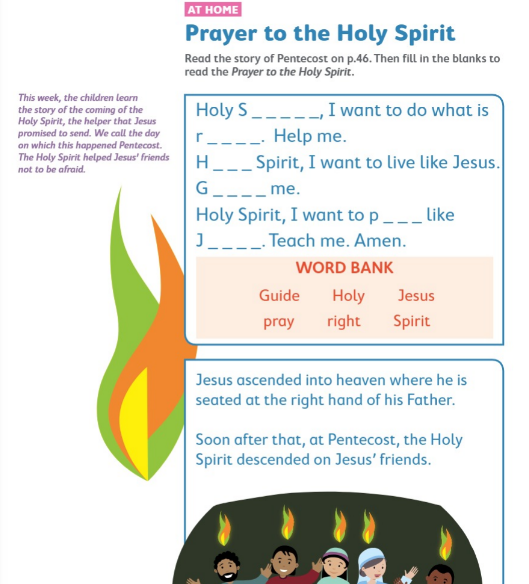 AT HOME
Prayer to the Holy Spirit
Read the story of Pentecost on p.46. Then fill in the blanks to
read the Prayer to the Holy Spirit.
This week, the children learn
the story of the coming of the
Holy Spirit, the helper that Jesus
promised to send. We call the day
on which this happened Pentecost.
The Holy Spirit helped Jesus' friends
not to be afraid.
Holy S _ _ _ _ _, I want to do what is
r _ _ _ _. Help me.
H _ _ _ Spirit, I want to live like Jesus.
G _ _ _ _ me.
Holy Spirit, I want to p _ _ _ like
J _ _ _ _. Teach me. Amen.
WORD BANK
Guide Holy Jesus
pray right Spirit
Jesus ascended into heaven where he is
seated at the right hand of his Father.
Soon after that, at Pentecost, the Holy
Spirit descended on Jesus' friends.